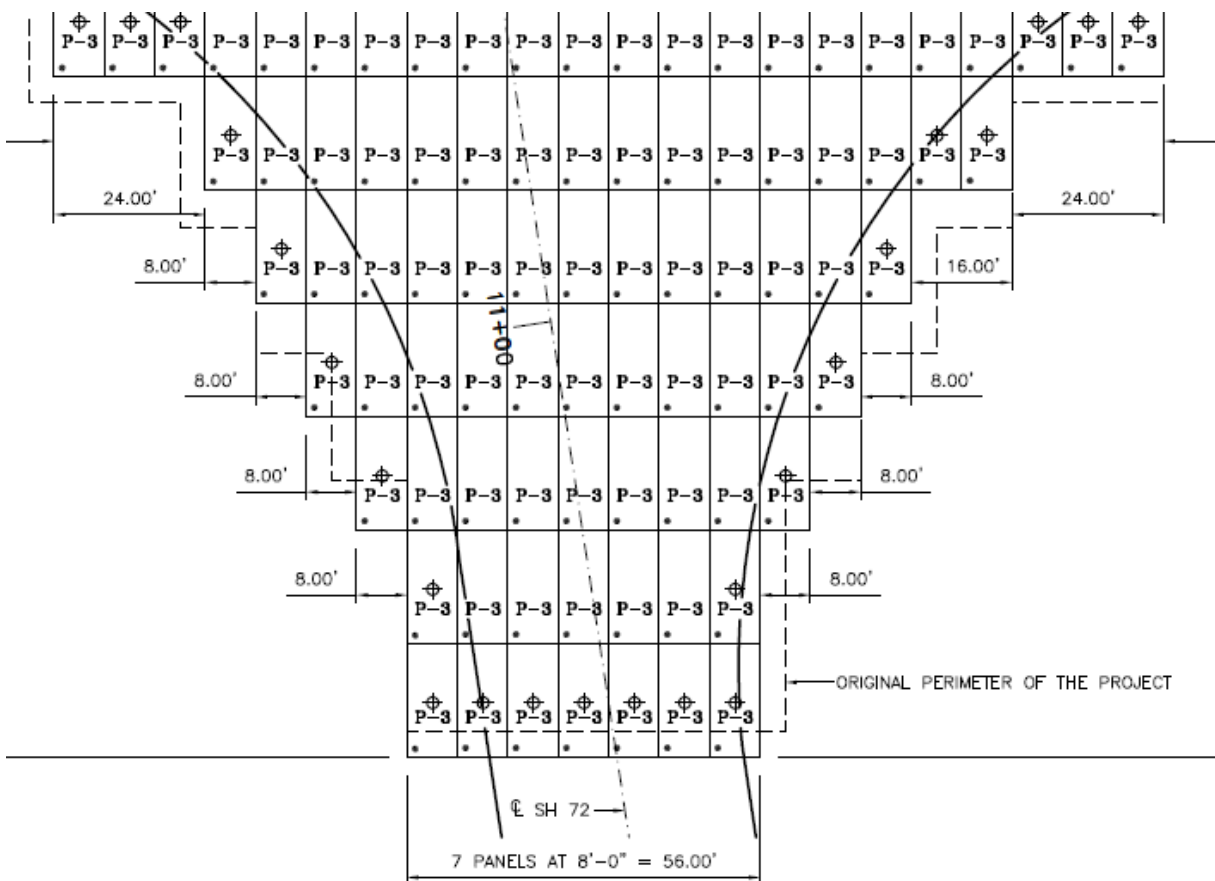 P-3 P-3 P-3 P-3 P-3 P-3 P-3 P-3 P-3 P-3 P-3 P-3 P-3 P-3 P-3 P-3 P-3 P-3 P-3 P-3 P-3 P-3
P-3 P-3 P-3 P-3 P-3 P-3 P-3 P-3 P-3 P-3 P-3 P-3 P-3 P-3 P-3 P-3
24.00' 24.00'
P-3 P-3 P-3 P-3 P-3 P-3 P-3 P-3 P-3 P-3 P-3 P-3 P-3
8.00' 16.00'
11+00
P-3 P-3 P-3 P-3 P-3 P-3 P-3 P-3 P-3 P-3 P-3
8.00' 8.00'
8.00' 8.00'
P-3 P-3 P-3 P-3 P-3 P-3 P-3 P-3 P-3
8.00' 8.00'
P-3 P-3 P-3 P-3 P-3 P-3 P-3
ORIGINAL PERIMETER OF THE PROJECT
P-3 P-3 P-3 P-3 P-3 P-3 P-3
℄ SH 72
7 PANELS AT 8'-0" = 56.00'